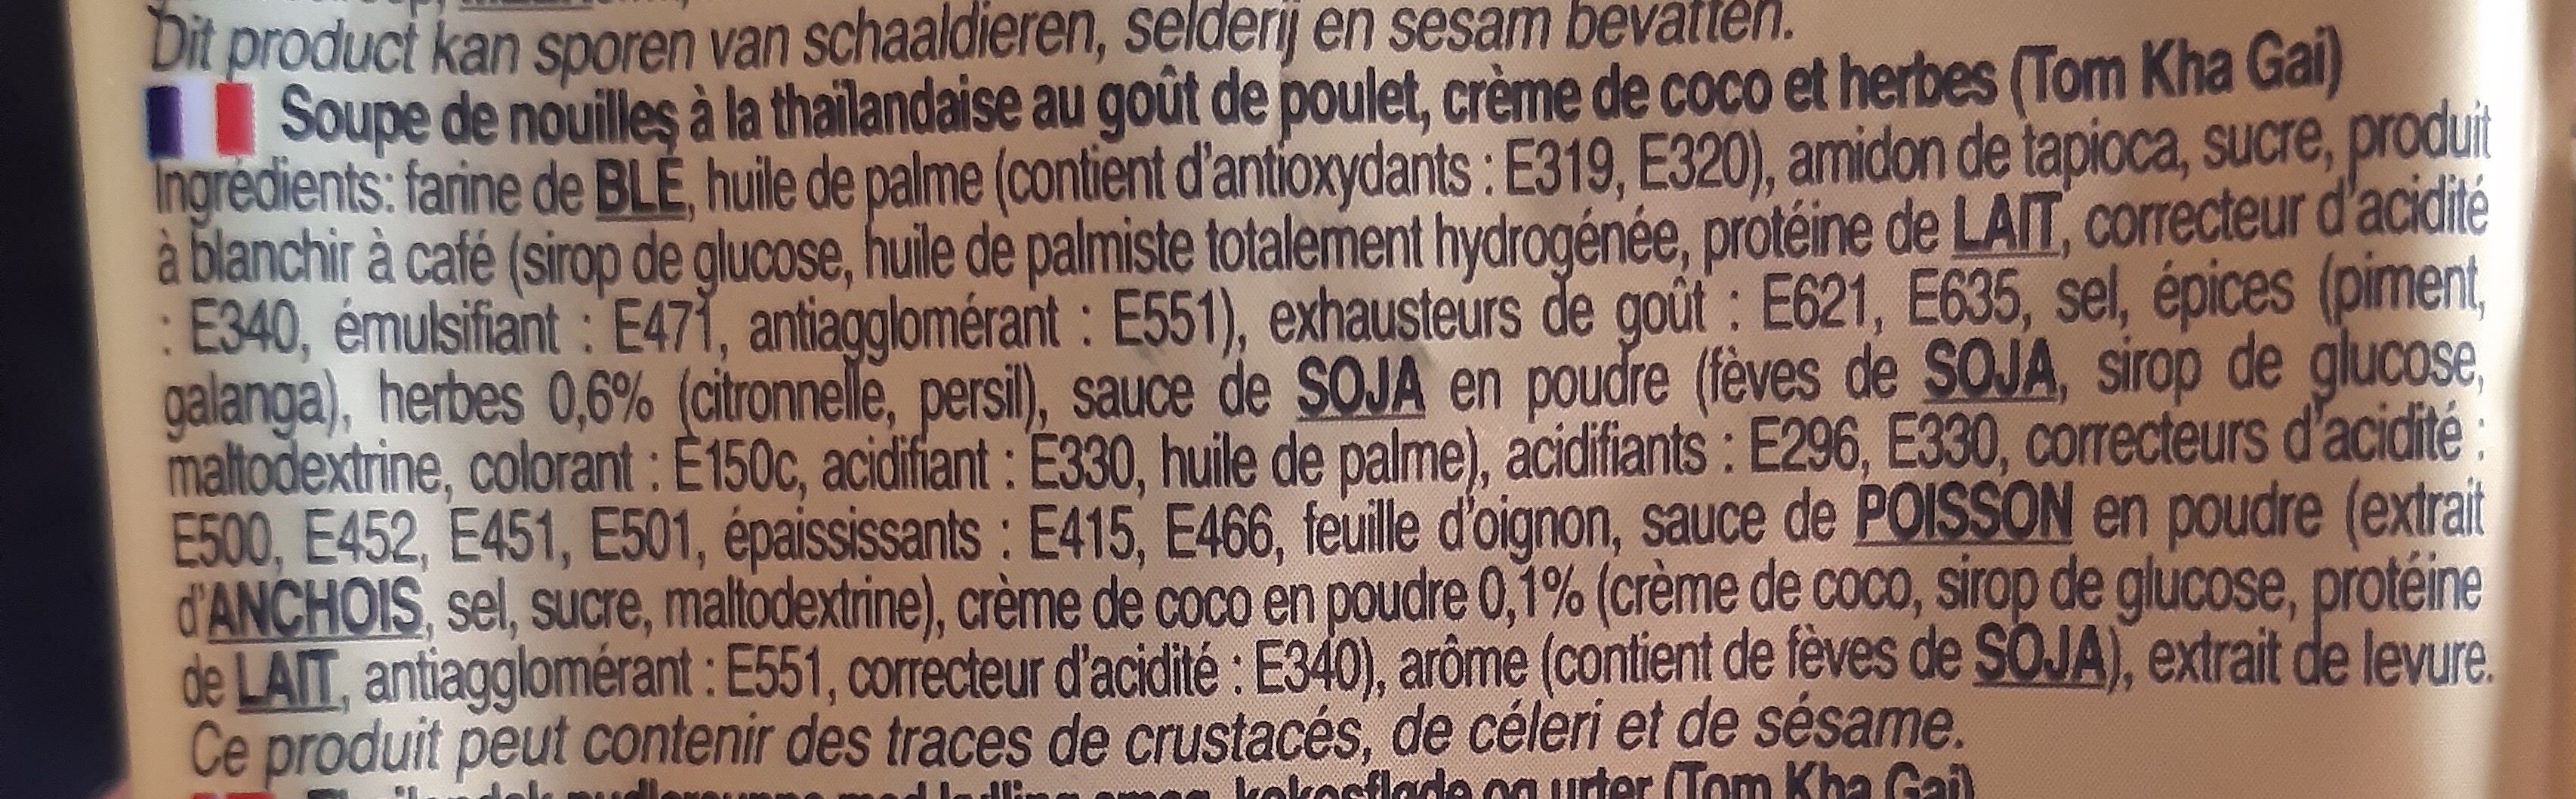 Dit product kan sporen van schaaldieren, selderij en sesam bevatten.
Soupe de nouilles à la thaïlandaise au goût de poulet, crème de coco et herbes (Tom Kha Gai)
Ingrédients: farine de BLÉ, huile de palme (contient d'antioxydants : E319, E320), amidon de tapioca, sucre, produit
à blanchir à café (sirop de glucose, huile de palmiste totalement hydrogénée, protéine de LAIT, correcteur d'acidité
: E340, émulsifiant : E471, antiagglomérant : E551), exhausteurs de goût : E621, E635, sel, épices (piment,
galanga), herbes 0,6% (citronnelle, persil), sauce de SOJA en poudre (fèves de SOJA, sirop de glucose,
maltodextrine, colorant : E150c, acidifiant : E330, huile de palme), acidifiants : E296, E330, correcteurs d'acidité :
E500, E452, E451, E501, épaississants : E415, E466, feuille d'oignon, sauce de POISSON en poudre (extrait
d'ANCHOIS, sel, sucre, maltodextrine), crème de coco en poudre 0,1% (crème de coco, sirop de glucose, protéine
de LAIT, antiagglomérant : E551, correcteur d'acidité : E340), arôme (contient de fèves de SOJA), extrait de levure.
Ce produit peut contenir des traces de crustacés, de céleri et de sésame.
kokosfløde og urter (Tom Kha Gai)